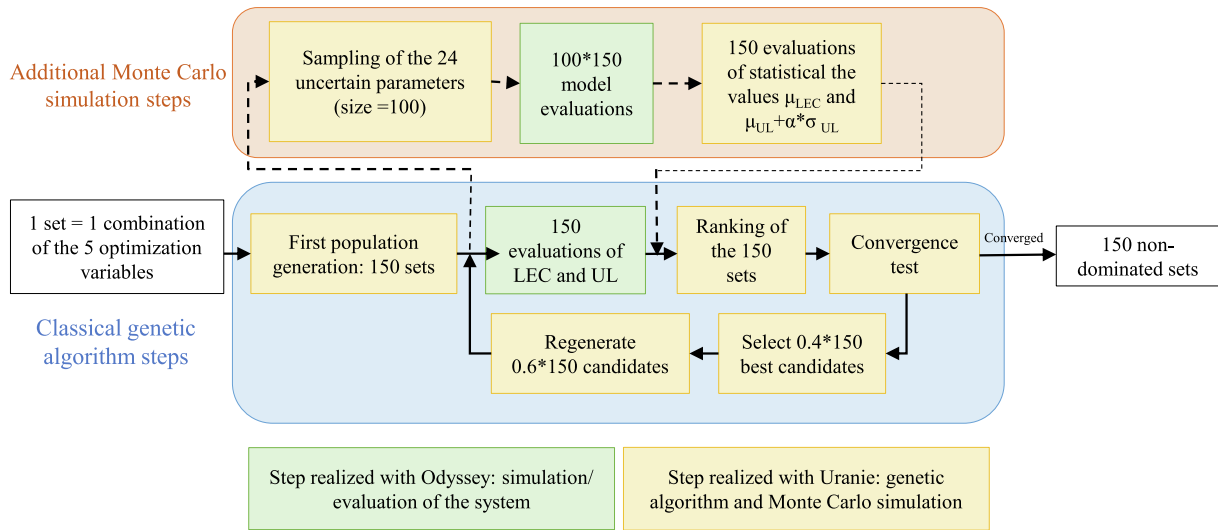 Additional Monte Carlo
simulation steps
Sampling of the 24
uncertain parameters
(size =100)
100*150
model
evaluations
150 evaluations
of statistical the
values μLEC and
μUL+α*σ UL
1 set = 1 combination
of the 5 optimization
variables
First population
generation: 150 sets
150
evaluations of
LEC and UL
Ranking of
the 150
sets
Convergence
test
Converged
150 non-
dominated sets
Classical genetic
algorithm steps
Regenerate
0.6*150 candidates
Select 0.4*150
best candidates
Step realized with Odyssey: simulation/
evaluation of the system
Step realized with Uranie: genetic
algorithm and Monte Carlo simulation